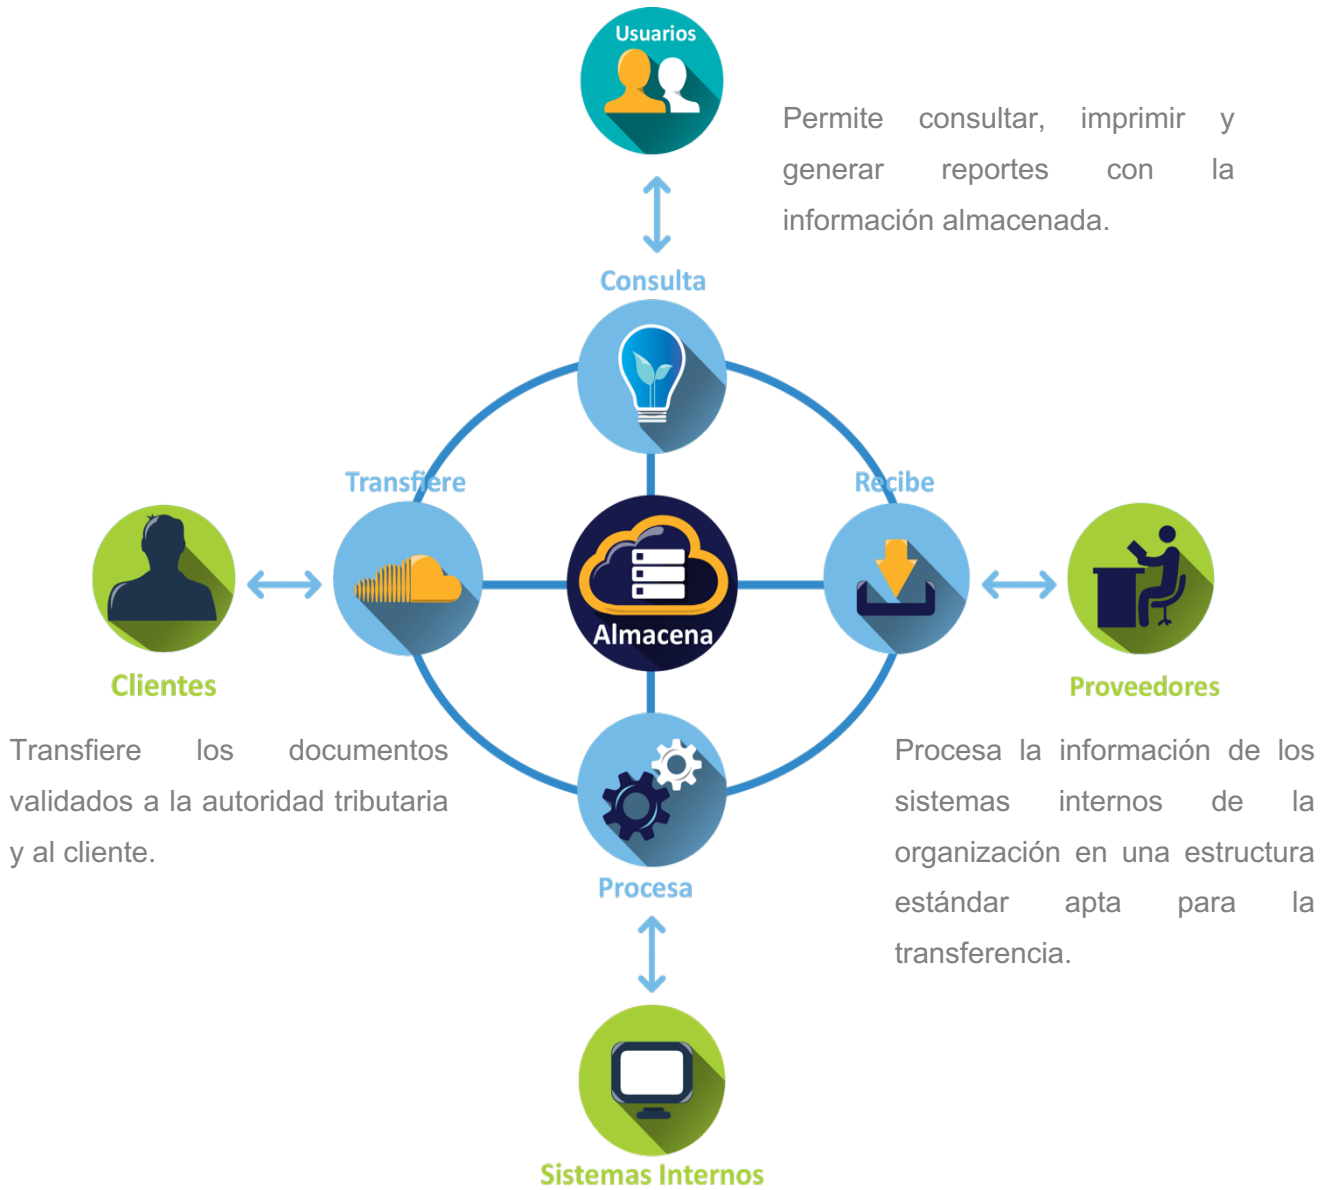 Usuarios
Permite consultar, imprimir y
generar reportes con la
información almacenada.
Consulta
Transfiere
Recibe
Almacena
Clientes
Proveedores
Transfiere los documentos
validados a la autoridad tributaria
y al cliente.
Procesa la información de los
sistemas internos de la
organización en una estructura
estándar apta para la
transferencia.
Procesa
Sistemas Internos